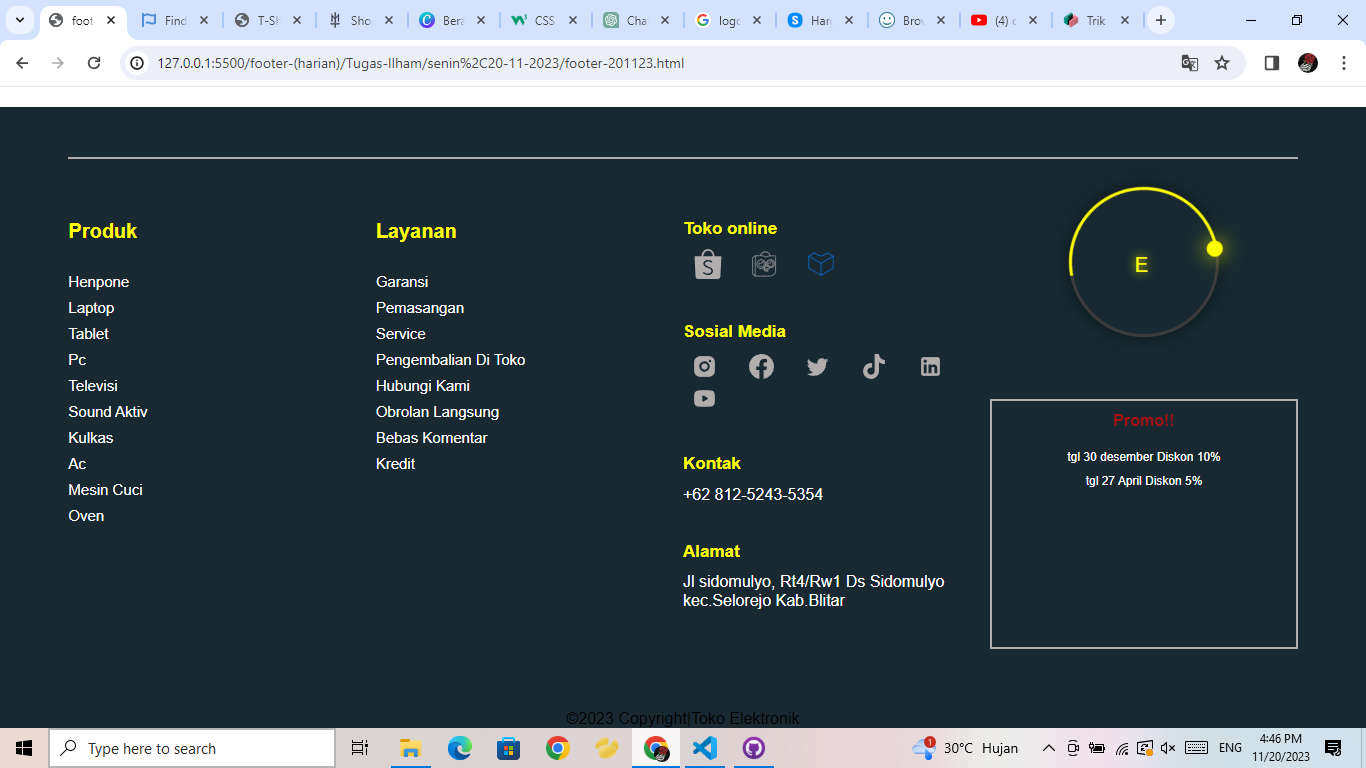 foot
Find
T-Sh
Sho
Bera
CSS
Cha
logo
Hard
Brov
(4) c
Trik
127.0.0.1:5500/footer-(harian)/Tugas-Ilham/senin%2C20-11-2023/footer-201123.html
Produk
Henpone
Laptop
Tablet
Pc
Televisi
Sound Aktiv
Kulkas
Ac
Mesin Cuci
Oven
Layanan
Garansi
Pemasangan
Service
Pengembalian Di Toko
Hubungi Kami
Obrolan Langsung
Bebas Komentar
Kredit
Toko online
Sosial Media
Kontak
+62 812-5243-5354
Alamat
Jl sidomulyo, Rt4/Rw1 Ds Sidomulyo
kec.Selorejo Kab.Blitar
E
Promo!!
tgl 30 desember Diskon 10%
tgl 27 April Diskon 5%
©2023 Copyright|Toko Elektronik
Type here to search
1
30°C Hujan
ENG
4:46 PM
11/20/2023